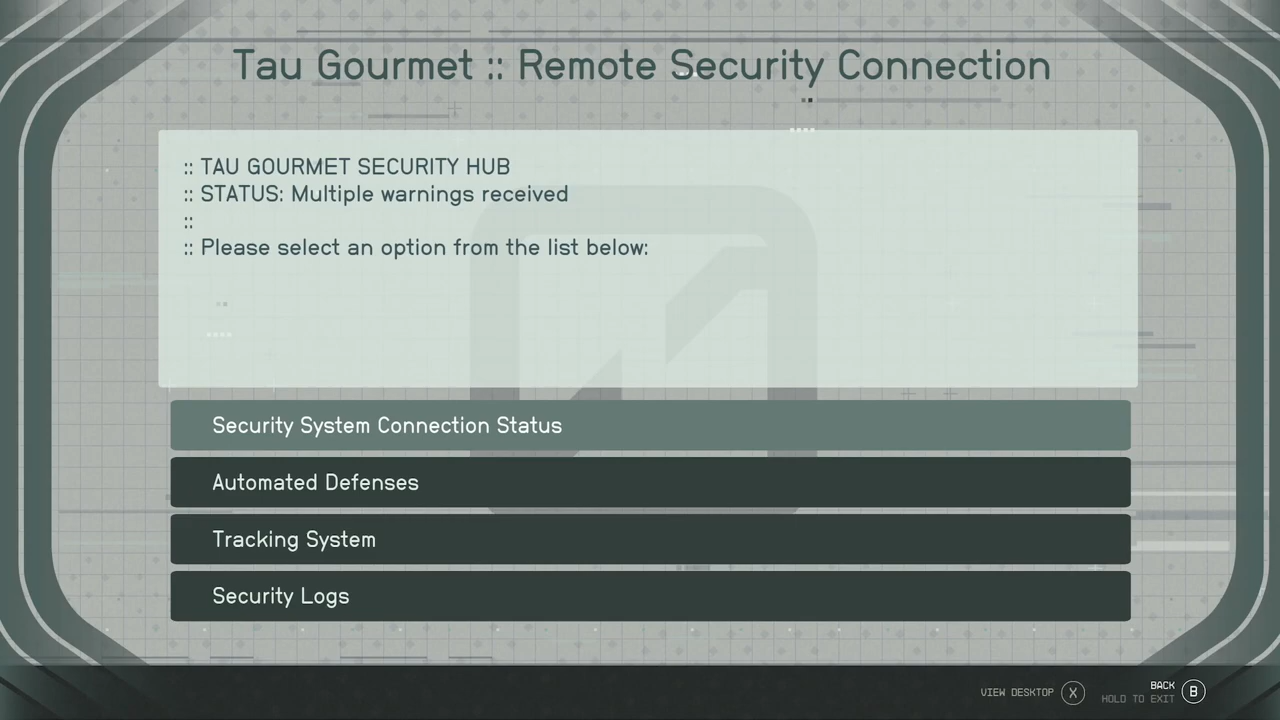 Tau Gourmet :: Remote Security Connection
:: TAU GOURMET SECURITY HUB
:: STATUS: Multiple warnings received
::
:: Please select an option from the list below:
Security System Connection Status
Automated Defenses
Tracking System
Security Logs
VIEW DESKTOP X
BACK B
HOLD TO EXIT